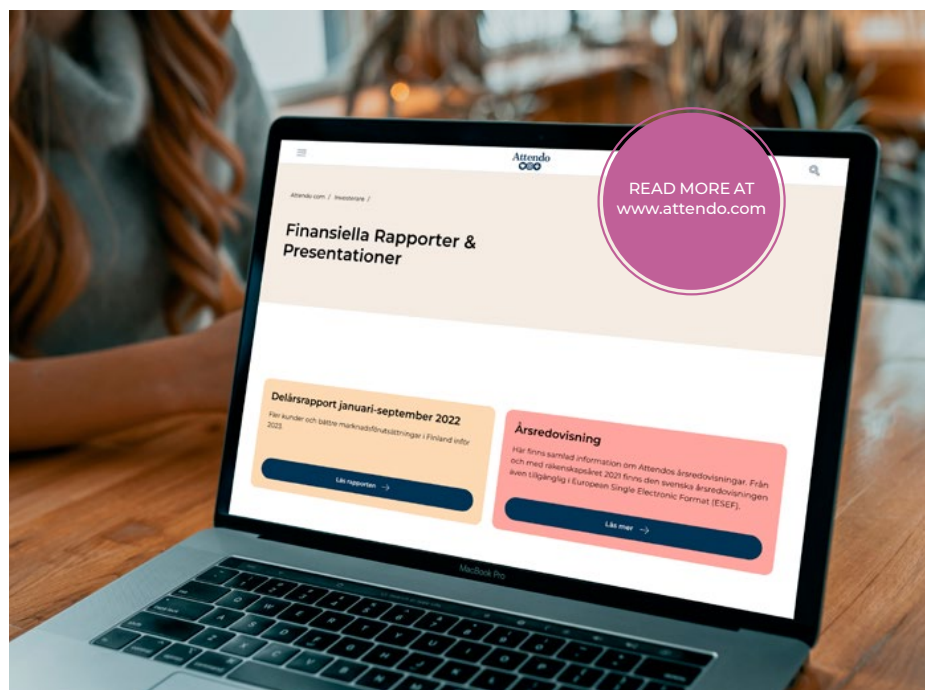 Attendo
READ MORE AT
www.attendo.com
Attendo.com / Investerare /
Finansiella Rapporter &
Presentationer
Delårsrapport januari-september 2022
Fler kunder och bättre marknadsförutsättningar i Finland inför
2023.
Läs rapporten →
Årsredovisning
Här finns samlad information om Attendos årsredovisningar. Från
och med räkenskapsåret 2021 finns den svenska årsredovisningen
även tillgänglig i European Single Electronic Format (ESEF).
Läs mer →
MacBook Pro